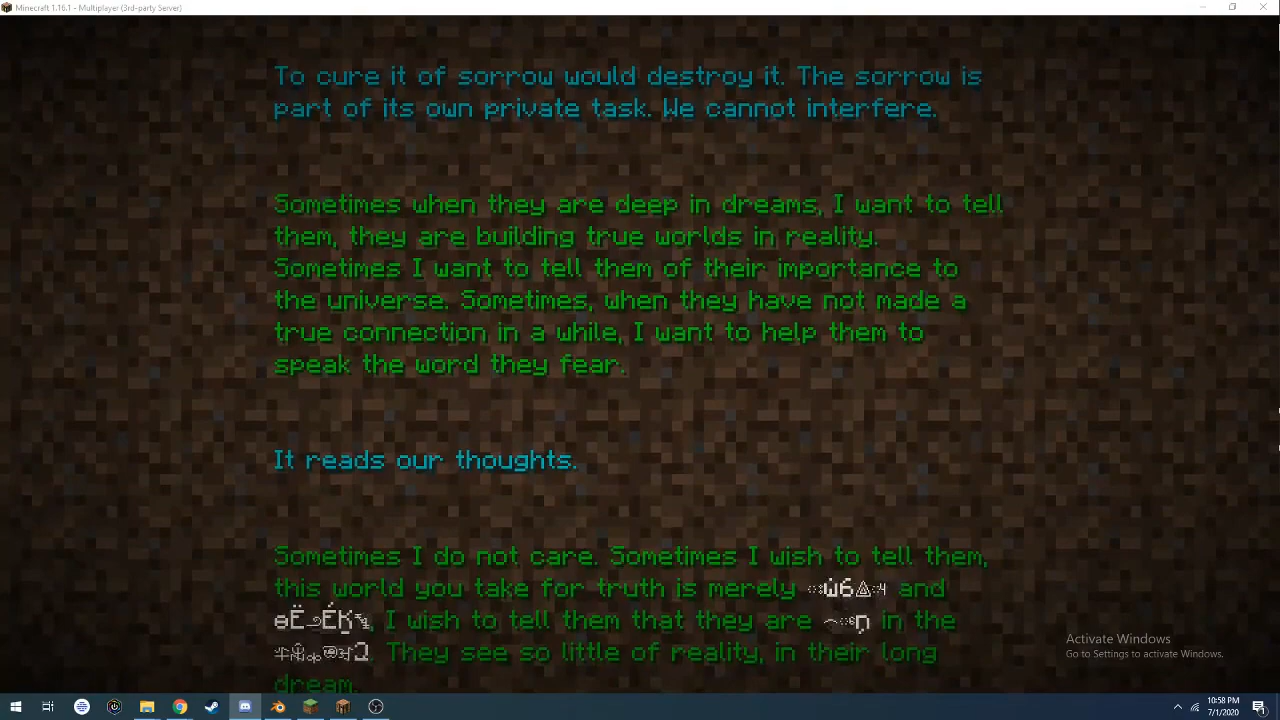 Minecraft 1.16.1 - Multiplayer (3rd-party Server)
To cure it of sorrow would destroy it. The sorrow is
part of its own private task. We cannot interfere.
Sometimes when they are deep in dreams, I want to tell
them, they are building true worlds in reality.
Sometimes I want to tell them of their importance to
the universe. Sometimes, when they have not made a
true connection in a while, I want to help them to
speak the word they fear.
It reads our thoughts.
Sometimes I do not care. Sometimes I wish to tell them,
this world you take for truth is merely and
, I wish to tell them that they are in the
. They see so little of reality, in their long
dream.
Activate Windows
Go to Settings to activate Windows.
10:58 PM
7/1/2020